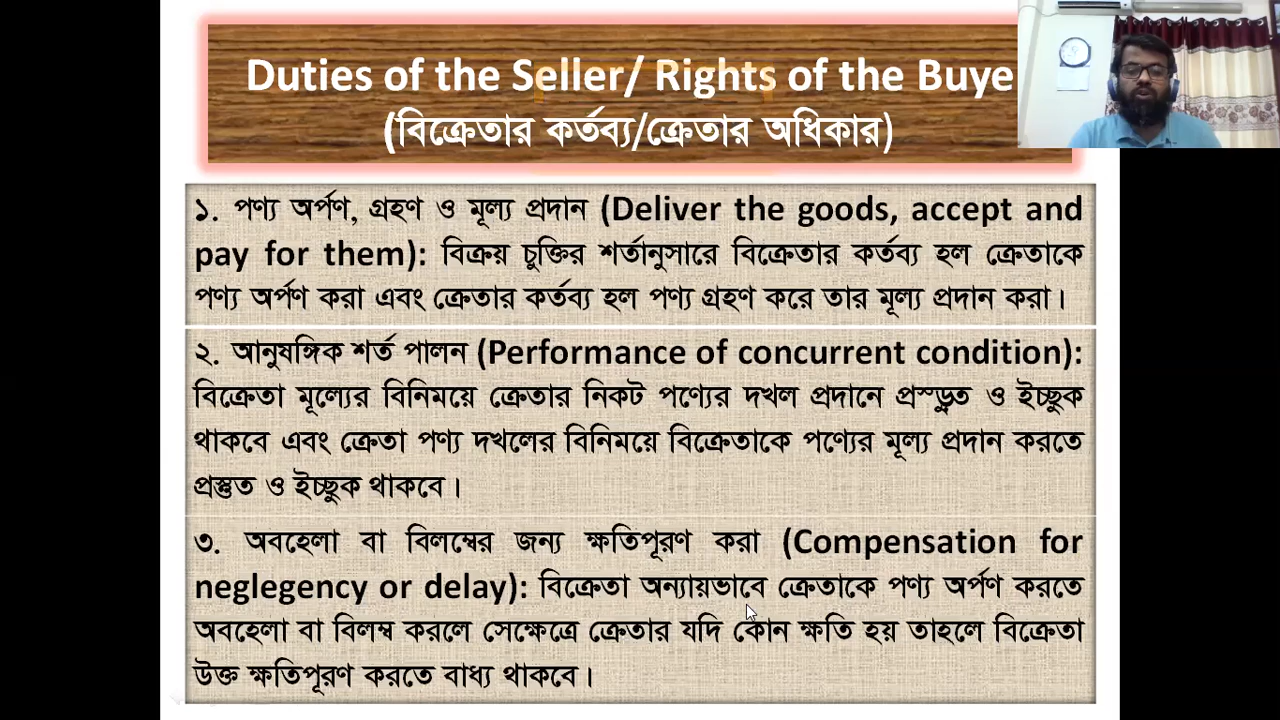 Duties of the Seller/ Rights of the Buye
(বিক্রেতার কর্তব্য/ক্রেতার অধিকার)
১. পণ্য অর্পণ, গ্রহণ ও মূল্য প্রদান (Deliver the goods, accept and
pay for them): বিক্রয় চুক্তির শর্তানুসারে বিক্রেতার কর্তব্য হল ক্রেতাকে
পণ্য অর্পণ করা এবং ক্রেতার কর্তব্য হল পণ্য গ্রহণ করে তার মূল্য প্রদান করা।
২. আনুষঙ্গিক শর্ত পালন (Performance of concurrent condition):
বিক্রেতা মূল্যের বিনিময়ে ক্রেতার নিকট পণ্যের দখল প্রদানে প্রস্তুত ও ইচ্ছুক
থাকবে এবং ক্রেতা পণ্য দখলের বিনিময়ে বিক্রেতাকে পণ্যের মূল্য প্রদান করতে
প্রস্তুত ও ইচ্ছুক থাকবে।
৩. অবহেলা বা বিলম্বের জন্য ক্ষতিপূরণ করা (Compensation for
neglegency or delay): বিক্রেতা অন্যায়ভাবে ক্রেতাকে পণ্য অর্পণ করতে
অবহেলা বা বিলম্ব করলে সেক্ষেত্রে ক্রেতার যদি কোন ক্ষতি হয় তাহলে বিক্রেতা
উক্ত ক্ষতিপূরণ করতে বাধ্য থাকবে।